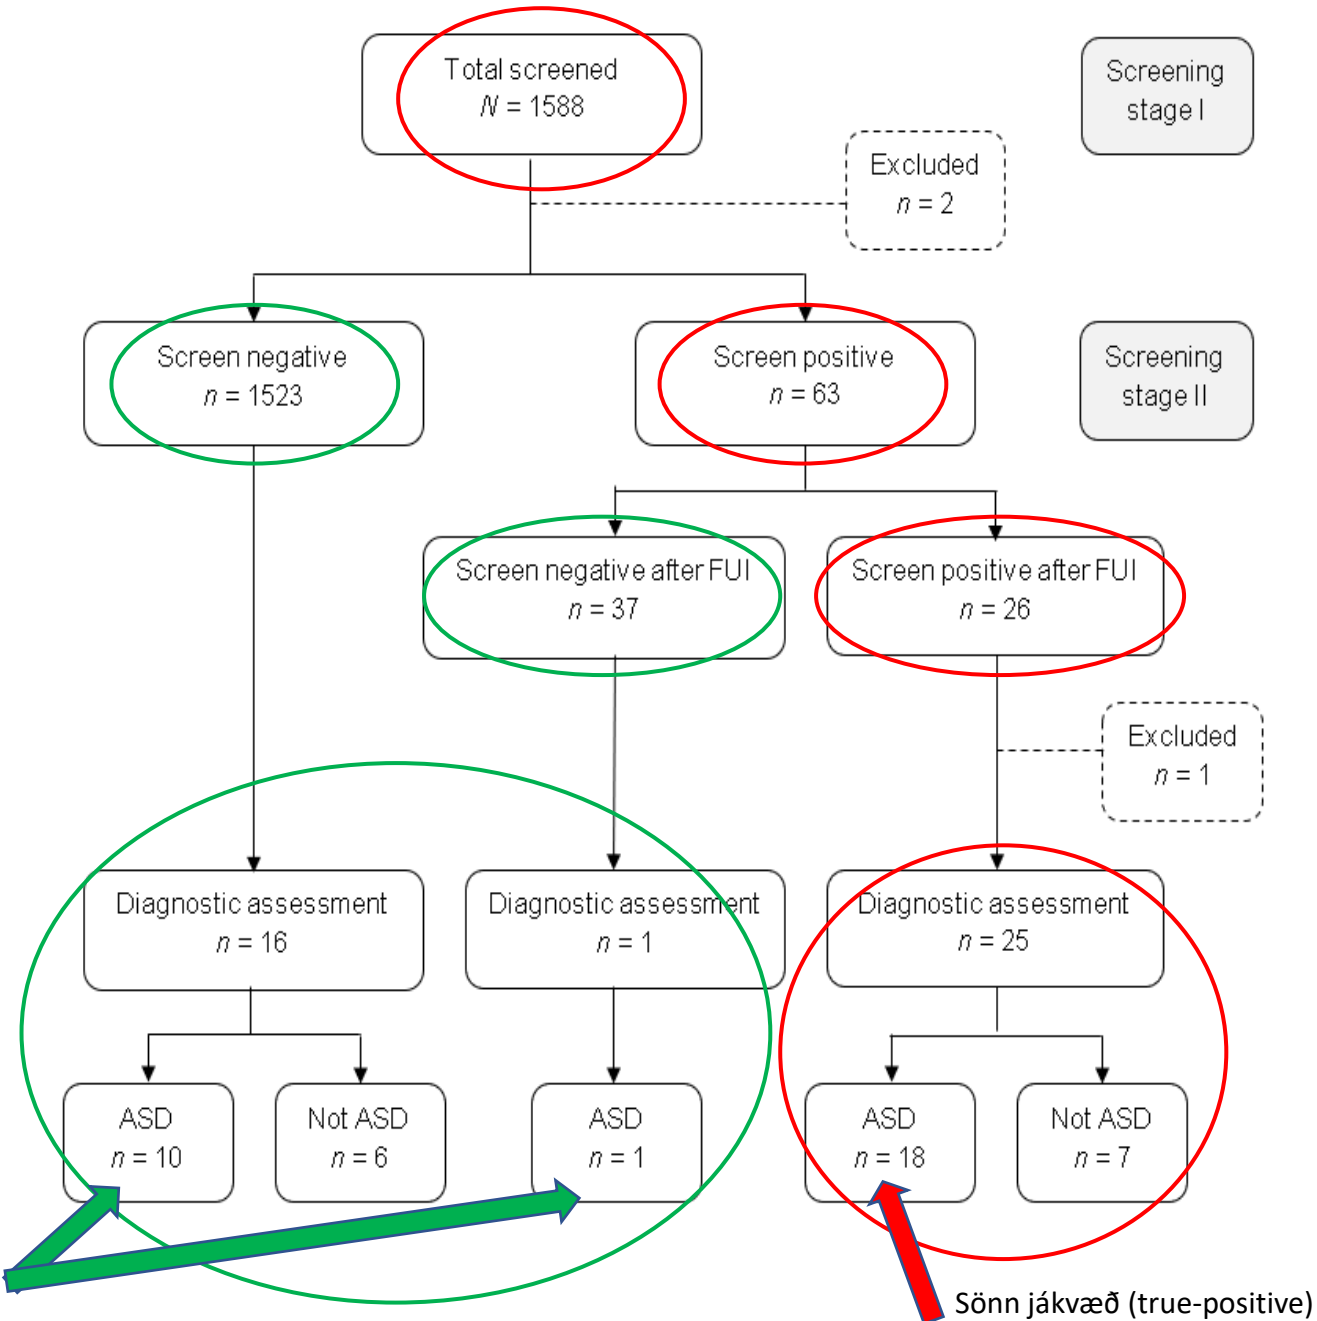 Total screened
N = 1588
Screening
stage I
Excluded
n = 2
Screen negative
n = 1523
Screen positive
n = 63
Screening
stage II
Screen negative after FUI
n = 37
Screen positive after FUI
n = 26
Excluded
n = 1
Diagnostic assessment
n = 16
Diagnostic assessment
n = 1
Diagnostic assessment
n = 25
ASD
n = 10
Not ASD
n = 6
ASD
n = 1
ASD
n = 18
Not ASD
n = 7
Sönn jákvæð (true-positive)